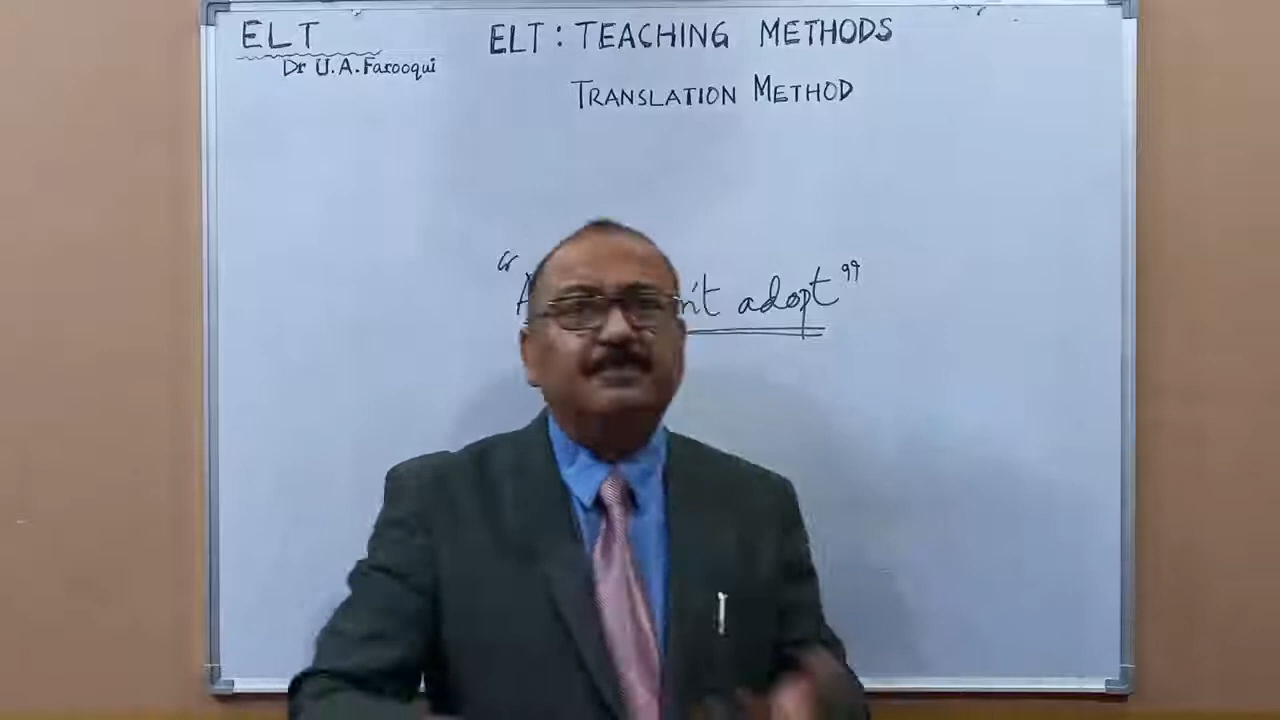 ELT
Dr U.A.Farooqui
ELT : TEACHING METHODS
TRANSLATION METHOD
adopt"